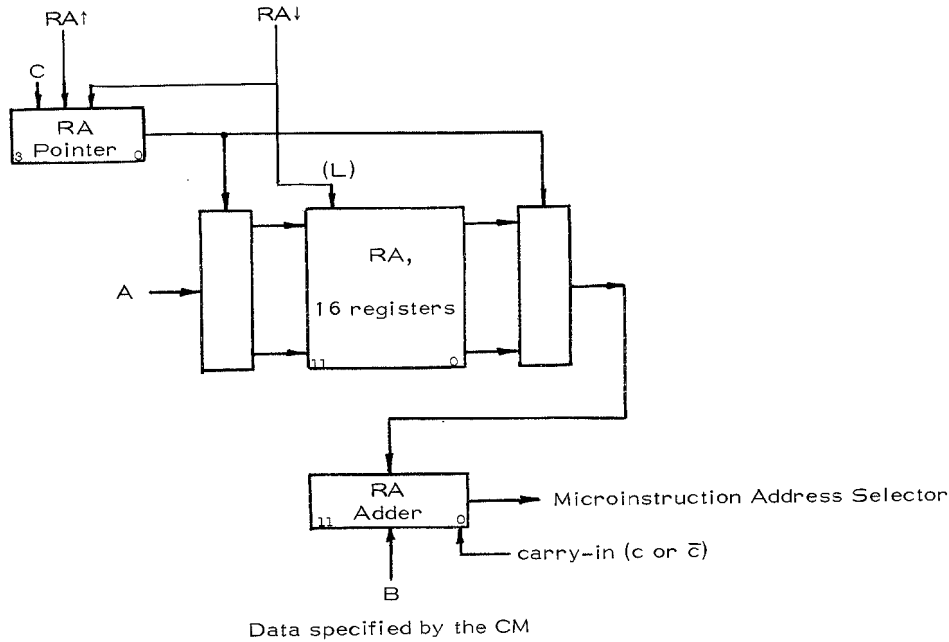 RA↑
RA↓
C
RA
Pointer
3
0
(L)
RA,
16 registers
11
0
A
RA
Adder
11
0
Microinstruction Address Selector
carry-in (c or c̄)
B
Data specified by the CM